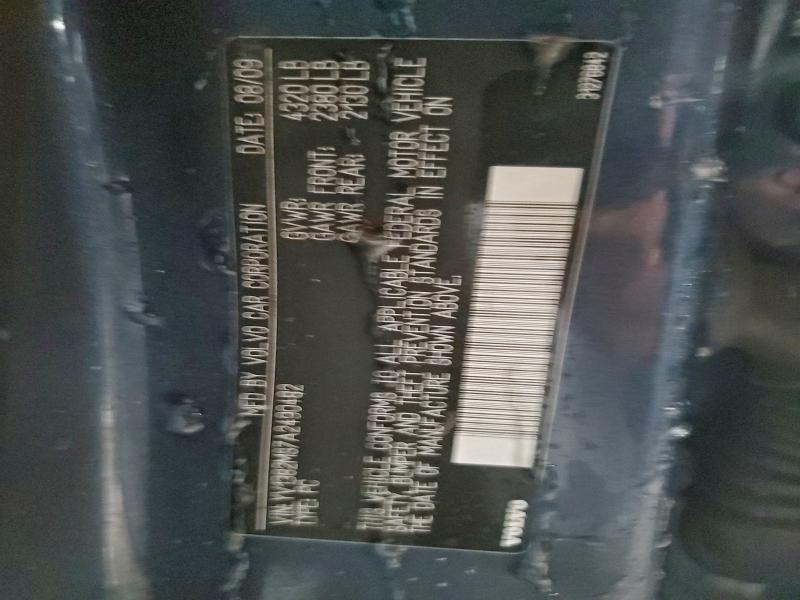 MFD BY VOLVO CAR CORPORATION DATE: 08/09
GVWR: 4320 LB
GAWR FRONT: 2380 LB
GAWR REAR: 2130 LB
TYPE: PC
THIS VEHICLE CONFORMS TO ALL APPLICABLE FEDERAL MOTOR VEHICLE
SAFETY, BUMPER AND THEFT PREVENTION STANDARDS IN EFFECT ON
THE DATE OF MANUFACTURE SHOWN ABOVE.
VOLVO